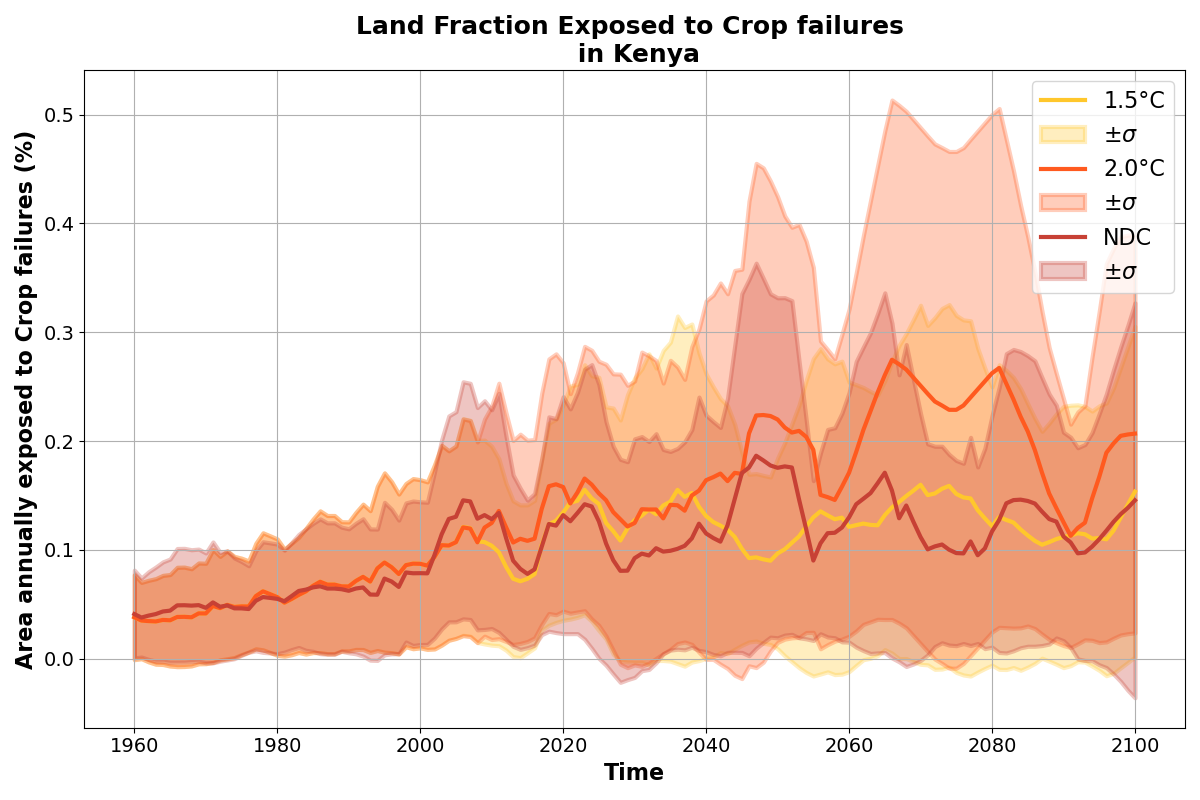 Land Fraction Exposed to Crop failures
in Kenya
Area annually exposed to Crop failures (%)
0.5
0.4
0.3
0.2
0.1
0.0
1.5°C
±σ
2.0°C
±σ
NDC
±σ
1960 1980 2000 2020 2040 2060 2080 2100
Time